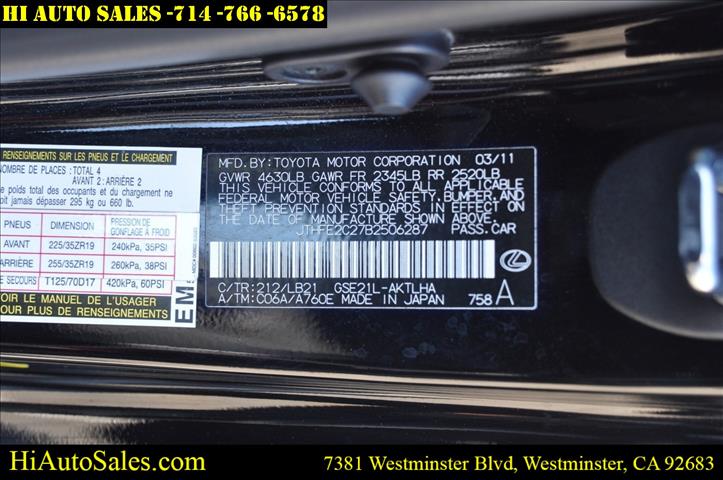 HI AUTO SALES -714 -766 -6578
RENSEIGNEMENTS SUR LES PNEUS ET LE CHARGEMENT
NOMBRE DE PLACES: TOTAL 4
AVANT 2: ARRIÈRE 2
total des occupants et du chargement ne
oit jamais dépasser 295 kg ou 660 lb.
PNEU DIMENSION PRESSION DE GONFLAGE À FROID
AVANT 225/35ZR19 240kPa, 35PSI
ARRIÈRE 255/35ZR19 260kPa, 38PSI
E SECOURS T125/70D17 420kPa, 60PSI
OIR LE MANUEL DE L'USAGER
POUR PLUS DE RENSEIGNEMENTS
EM
MFD.BY: TOYOTA MOTOR CORPORATION 03/11
GVWR 4630LB GAWR FR 2345LB RR 2520LB
THIS VEHICLE CONFORMS TO ALL APPLICABLE
FEDERAL MOTOR VEHICLE SAFETY,BUMPER, AND
THEFT PREVENTION STANDARDS IN EFFECT ON
THE DATE OF MANUFACTURE SHOWN ABOVE.
JTHFE2C27B2506287 PASS.CAR
C/TR:212/LB21 GSE21L-AKTLHA
A/TM:C06A/A760E MADE IN JAPAN 758 A
HiAutoSales.com 7381 Westminster Blvd, Westminster, CA 92683